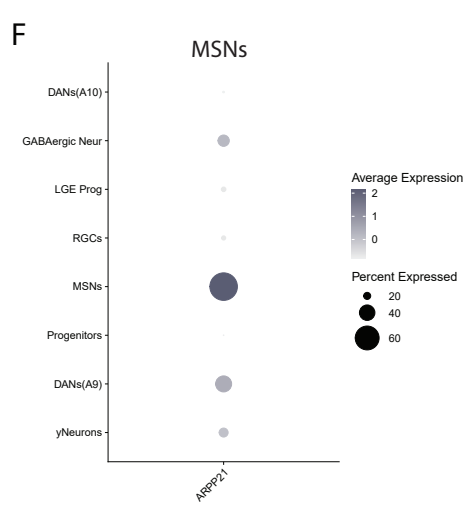 F
MSNs
DANs(A10)
GABAergic Neur
LGE Prog
RGCs
MSNs
Progenitors
DANs(A9)
yNeurons
ARPP21
Average Expression
2
1
0
Percent Expressed
20
40
60